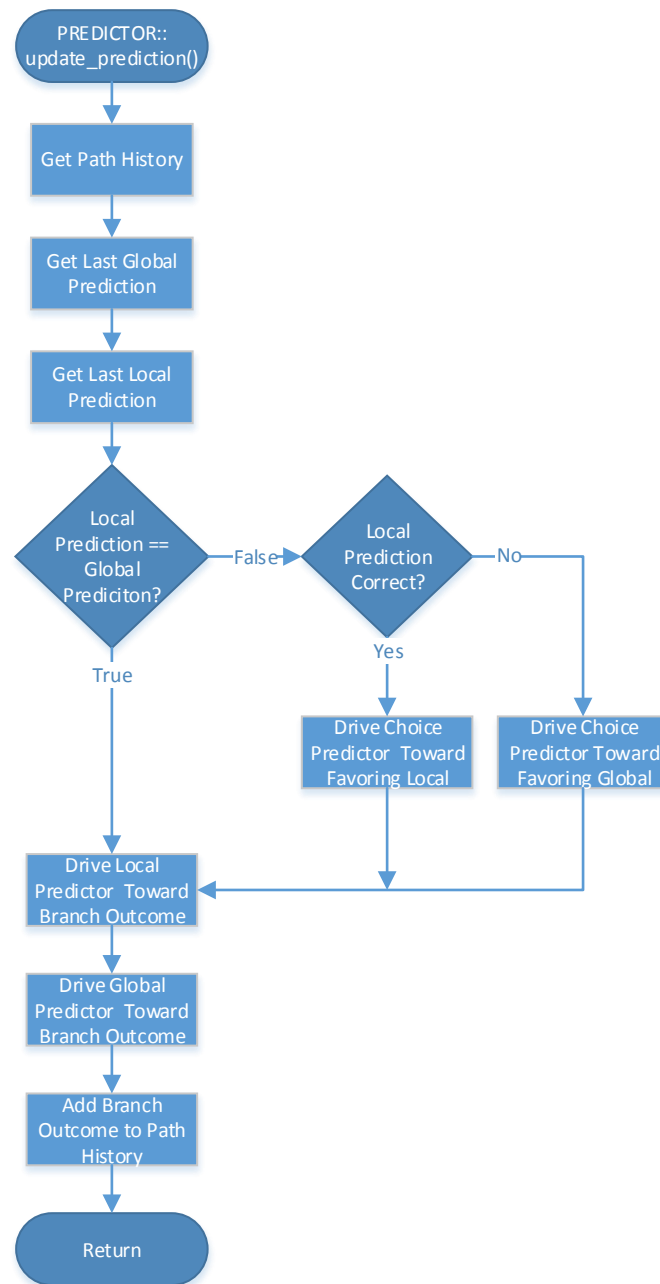 PREDICTOR::
update_prediction()
Get Path History
Get Last Global
Prediction
Get Last Local
Prediction
Local
Prediction ==
Global
Prediciton?
False
Local
Prediction
Correct?
No
Yes
True
Drive Choice
Predictor Toward
Favoring Local
Drive Choice
Predictor Toward
Favoring Global
Drive Local
Predictor Toward
Branch Outcome
Drive Global
Predictor Toward
Branch Outcome
Add Branch
Outcome to Path
History
Return